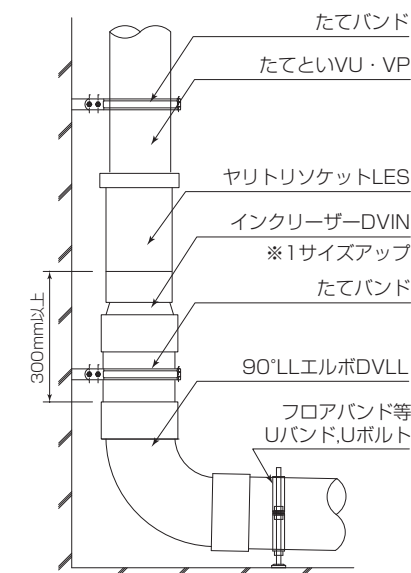 たてバンド
たてといVU・VP
ヤリトリソケットLES
インクリーザーDVIN
※1サイズアップ
たてバンド
300mm以上
90°LLエルボDVLL
フロアバンド等
Uバンド,Uボルト